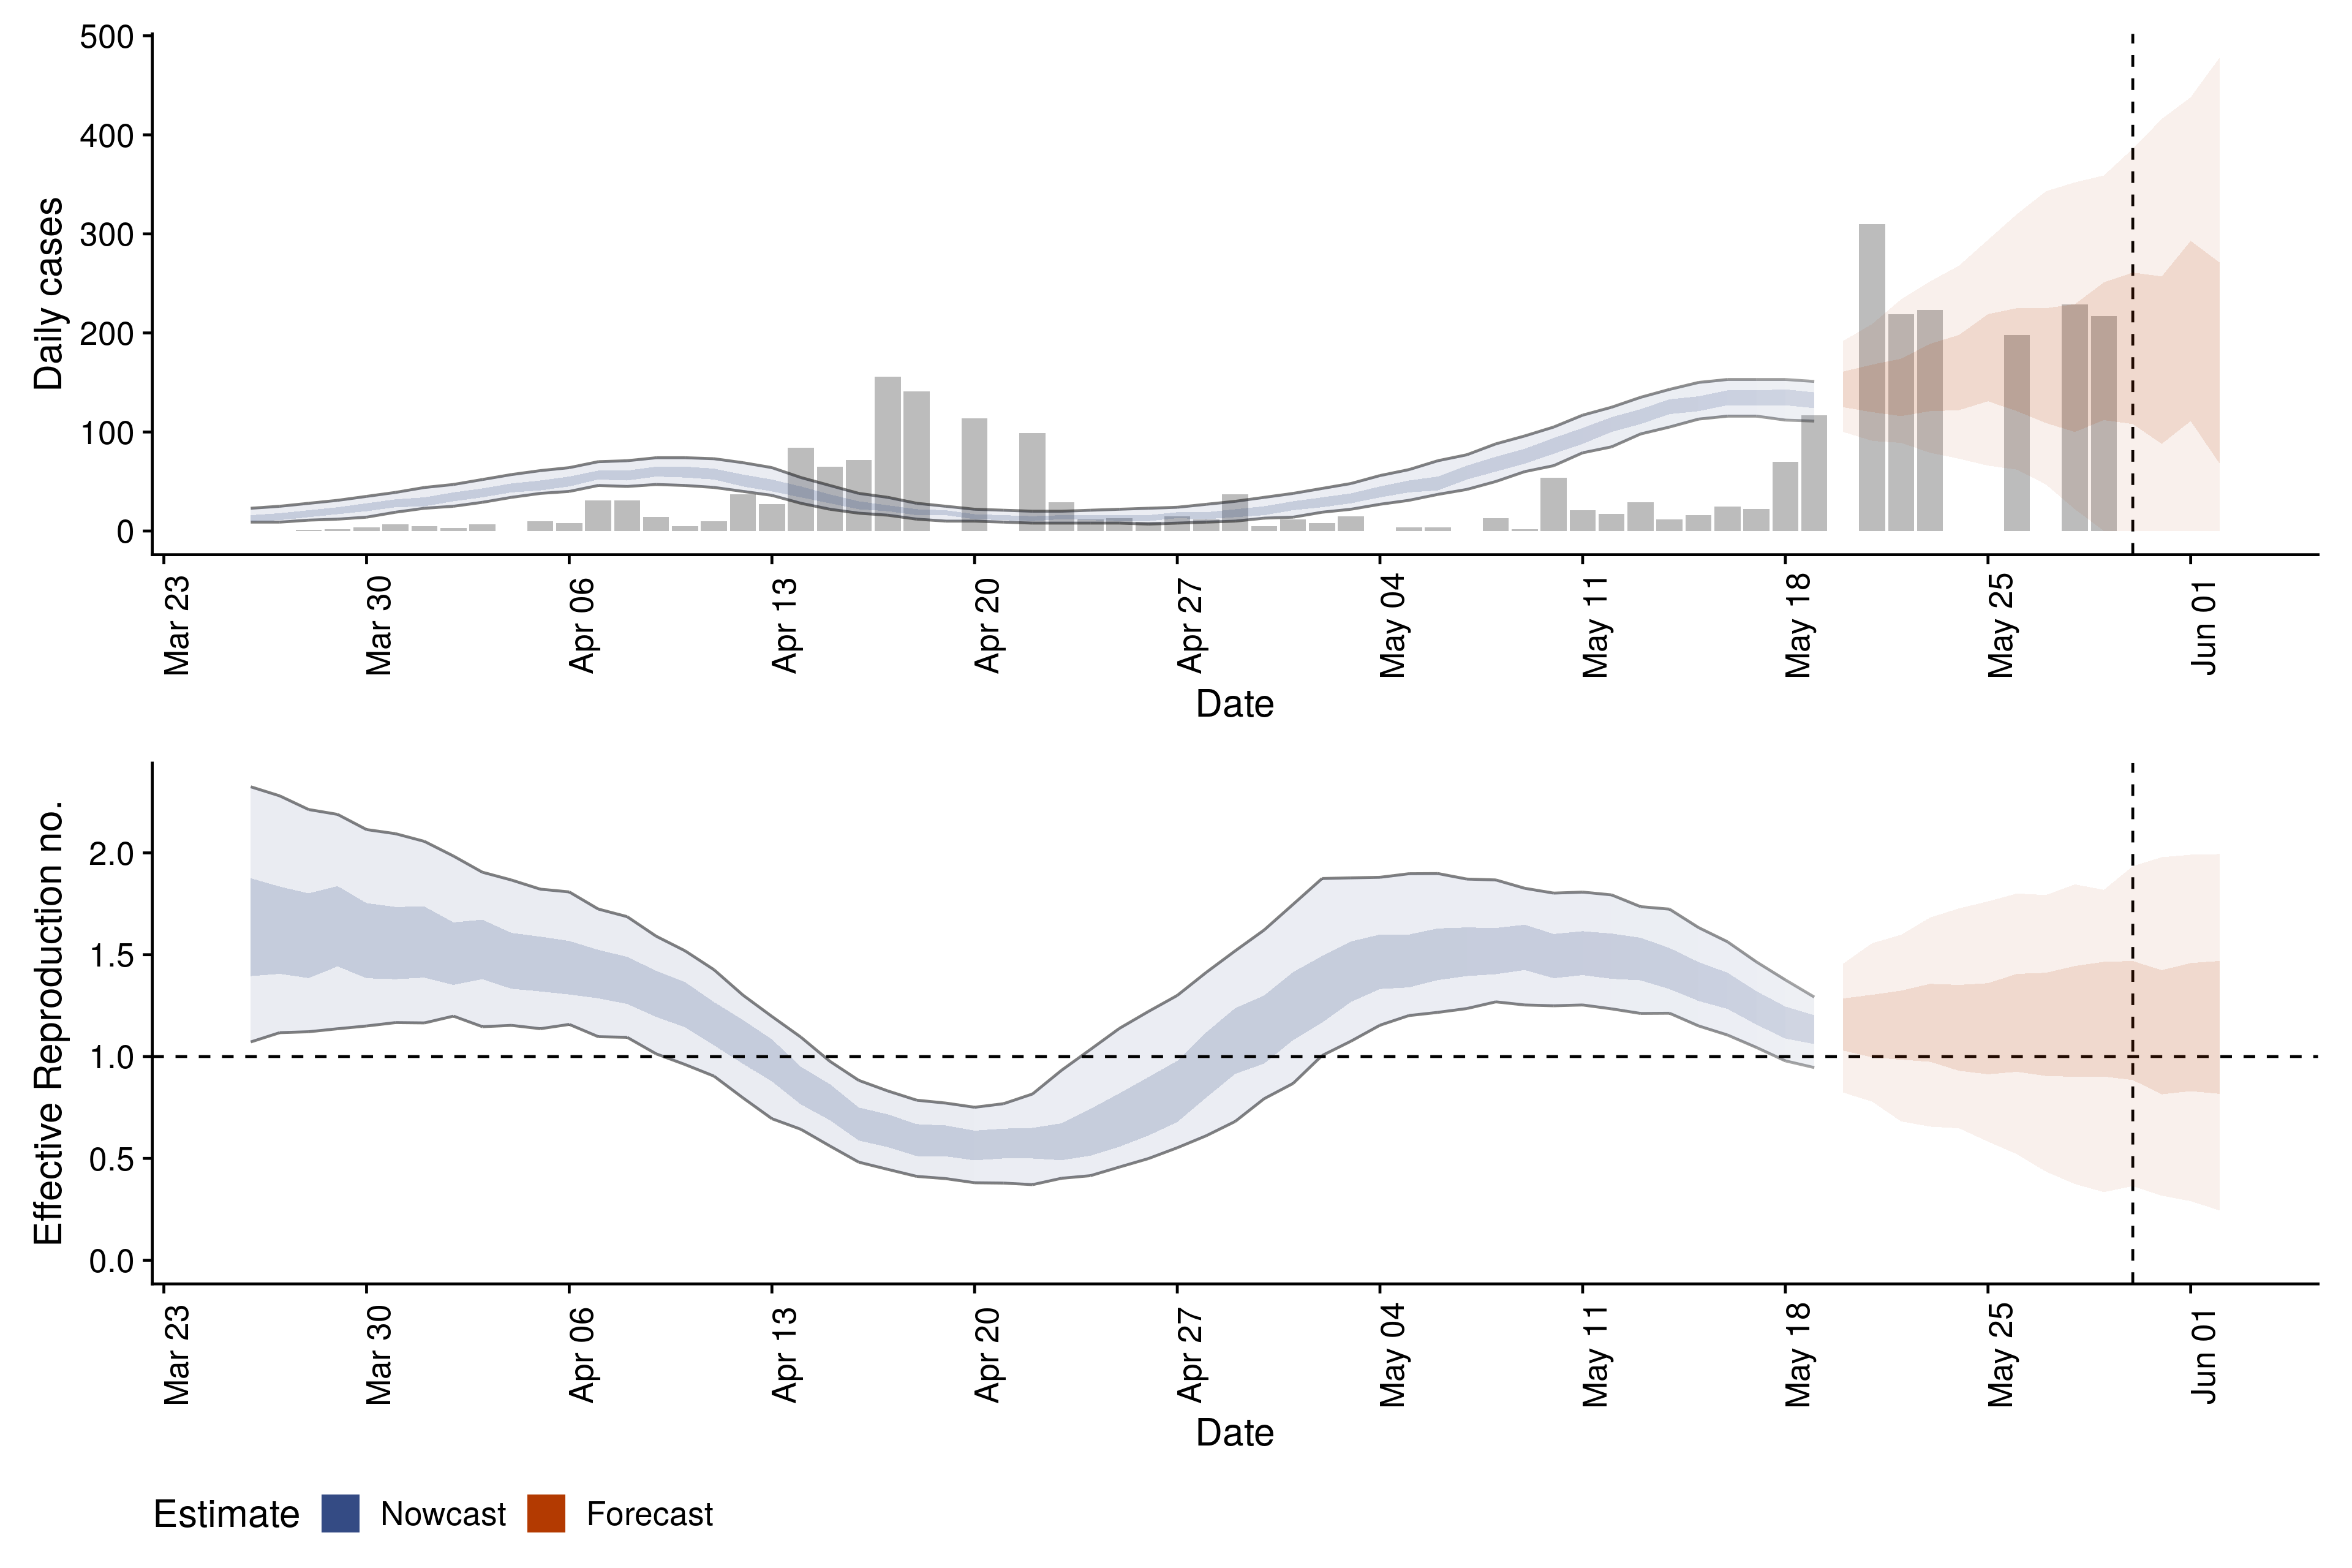 Daily cases
500
400
300
200
100
0
Mar 23
Mar 30
Apr 06
Apr 13
Apr 20
Apr 27
May 04
May 11
May 18
May 25
Jun 01
Date
Effective Reproduction no.
2.0
1.5
1.0
0.5
0.0
Mar 23
Mar 30
Apr 06
Apr 13
Apr 20
Apr 27
May 04
May 11
May 18
May 25
Jun 01
Date
Estimate Nowcast Forecast